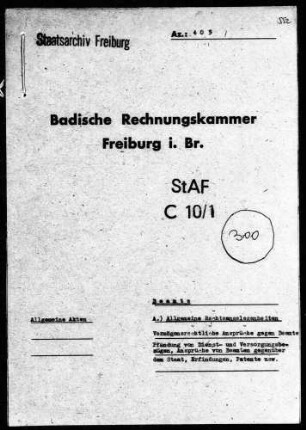 552
Staatsarchiv Freiburg
Az.: 403/
Badische Rechnungskammer
Freiburg i. Br.
StAF
C 10/1
300
Beamte
Allgemeine Akten
A.) Allgemeine Rechtsangelegenheiten
Vermögensrechtliche Ansprüche gegen Beamte
Pfändung von Dienst- und Versorgungsbe-
zügen, Ansprüche von Beamten gegenüber
dem Staat, Erfindungen, Patente usw.